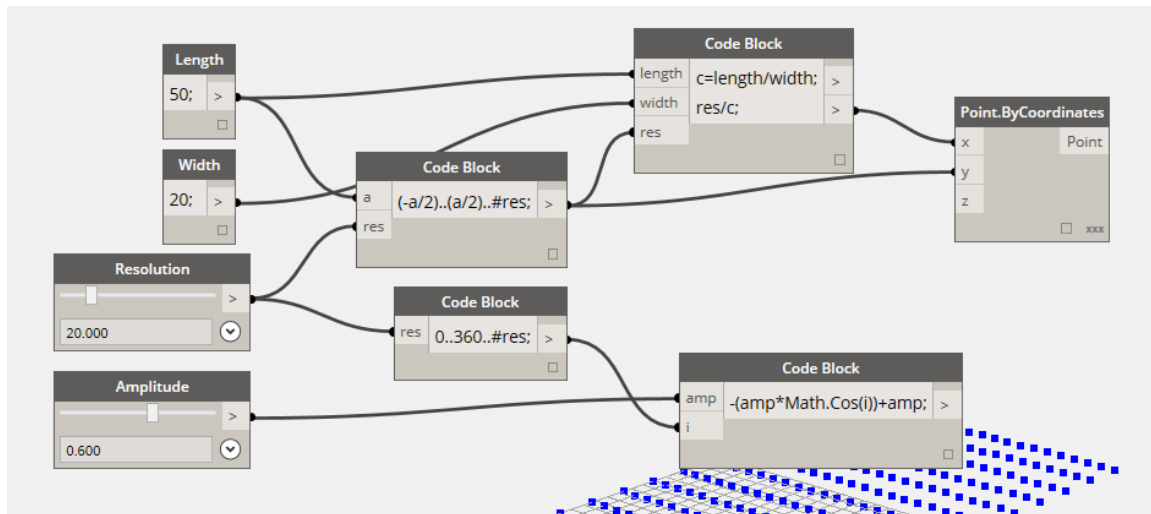 Length
50;
>
Width
20;
>
Resolution
>
20.000
Amplitude
>
0.600
Code Block
a
(-a/2)..(a/2)..#res;
>
res
Code Block
res
0..360..#res;
>
Code Block
length
c=length/width;
>
width
res/c;
>
res
Code Block
amp
-(amp*Math.Cos(i))+amp;
>
i
Point.ByCoordinates
x
Point
y
z
xxx